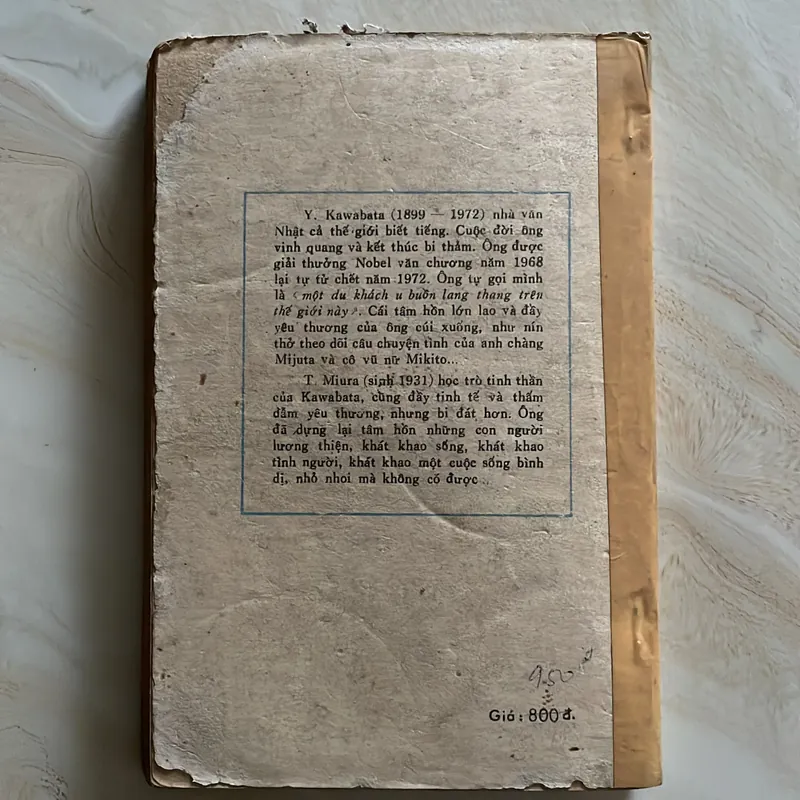 Y. Kawabata (1899 — 1972) nhà văn
Nhật cả thế giới biết tiếng. Cuộc đời ông
vinh quang và kết thúc bi thảm. Ông được
giải thưởng Nobel văn chương năm 1968
lại tự tử chết năm 1972. Ông tự gọi mình
là «một du khách u buồn lang thang trên
thế giới này». Cái tâm hồn lớn lao và đầy
yêu thương của ông cúi xuống, như nín
thở theo dõi câu chuyện tình của anh chàng
Mijuta và cô vũ nữ Mikito...
T. Miura (sinh 1931) học trò tinh thần
của Kawabata, cũng đầy tinh tế và thấm
đẫm yêu thương, nhưng bi đát hơn. Ông
đã dựng lại tâm hồn những con người
lương thiện, khát khao sống, khát khao
tình người, khát khao một cuộc sống bình
dị, nhỏ nhoi mà không có được...
950
Giá : 800đ.